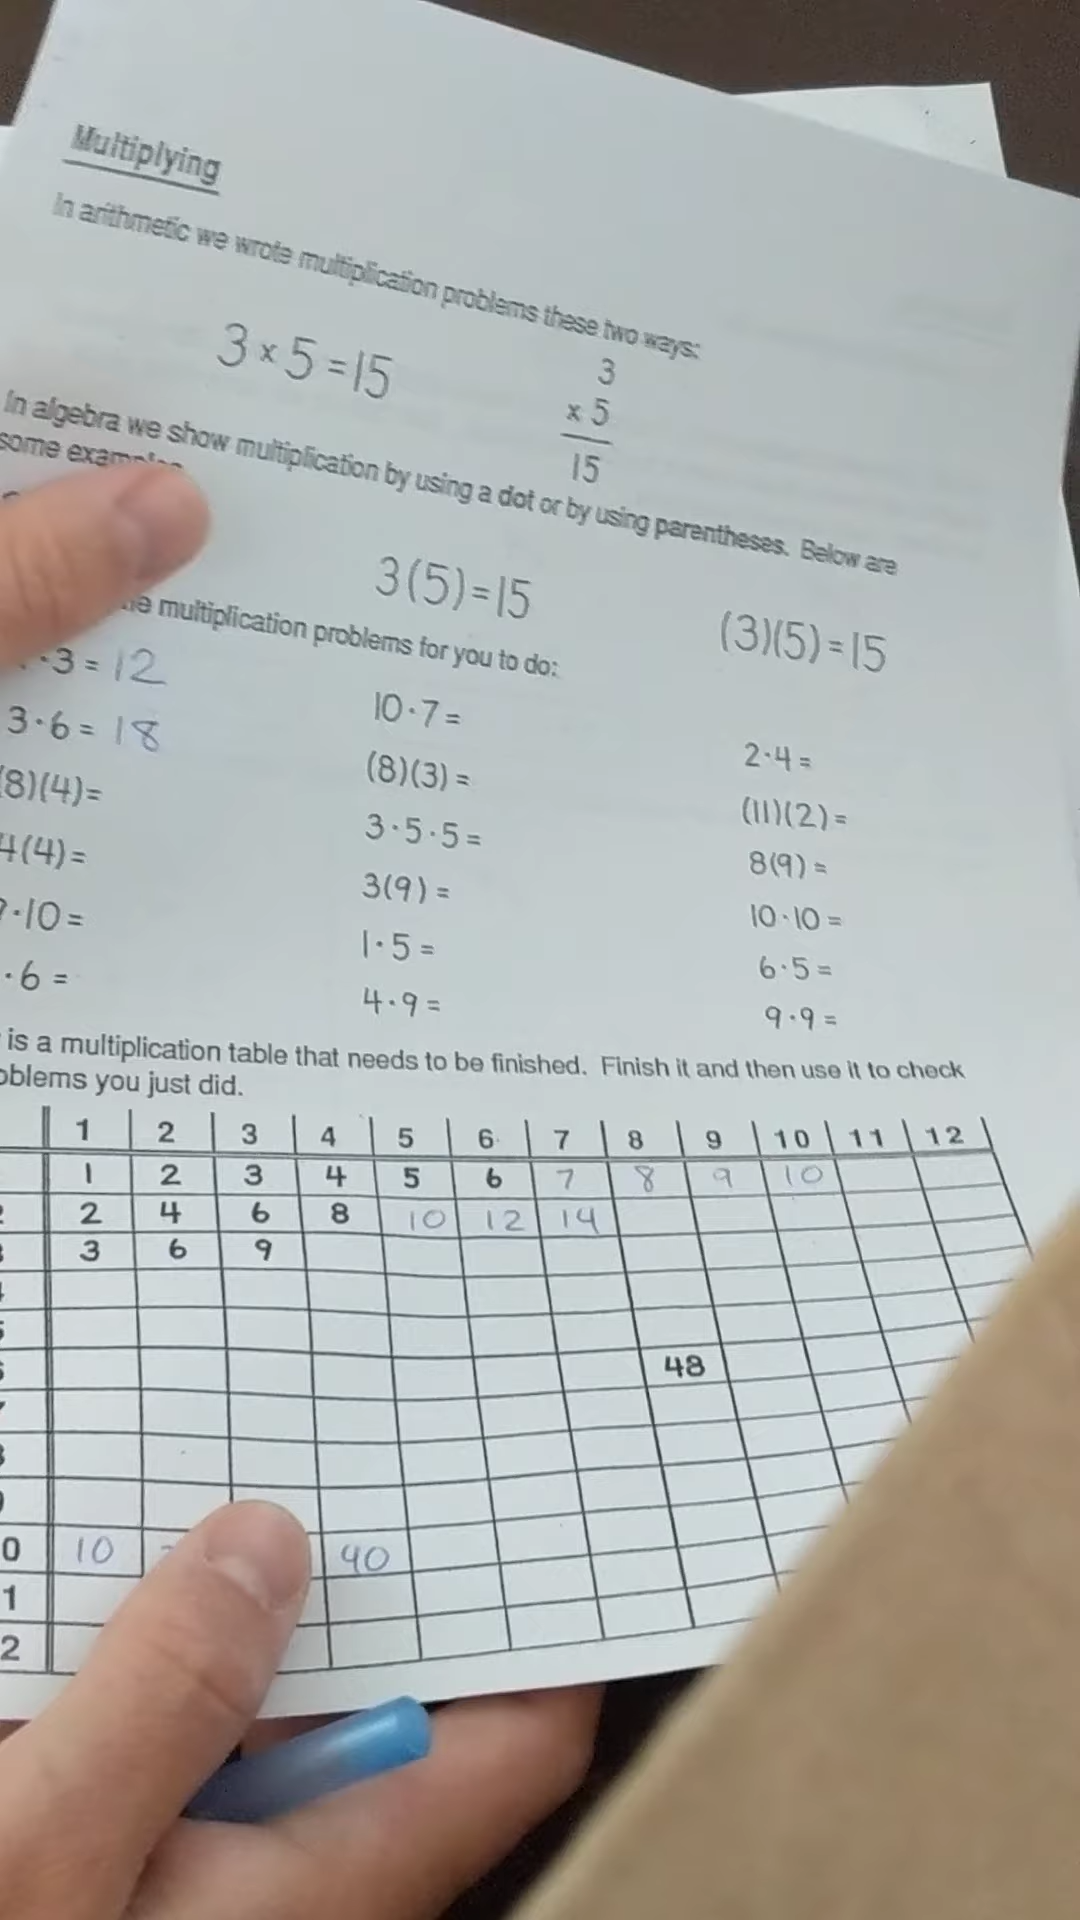 Multiplying
In arithmetic we wrote multiplication problems these two ways:
3 × 5 = 15
3
× 5
15
In algebra we show multiplication by using a dot or by using parentheses. Below are
some examples
3(5) = 15
(3)(5) = 15
multiplication problems for you to do:
· 3 = 12
10 · 7 =
2 · 4 =
3 · 6 = 18
(8)(3) =
(11)(2) =
(8)(4) =
3 · 5 · 5 =
8(9) =
4(4) =
3(9) =
10 · 10 =
· 10 =
1 · 5 =
6 · 5 =
· 6 =
4 · 9 =
9 · 9 =
is a multiplication table that needs to be finished. Finish it and then use it to check
you just did.
1 2 3 4 5 6 7 8 9 10 11 12
1 2 3 4 5 6 7 8 9 10
2 4 6 8 10 12 14
3 6 9
48
0 10 40
1
2